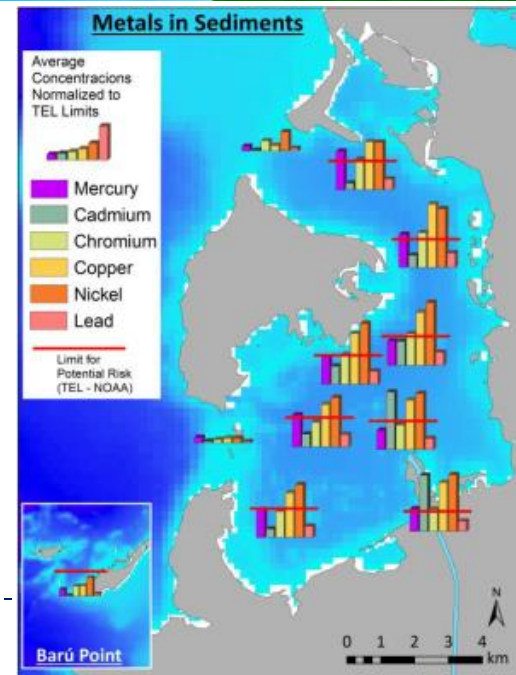 Metals in Sediments
Average
Concentracions
Normalized to
TEL Limits
Mercury
Cadmium
Chromium
Copper
Nickel
Lead
Limit for
Potential Risk
(TEL - NOAA)
Barú Point
N
0 1 2 3 4
km